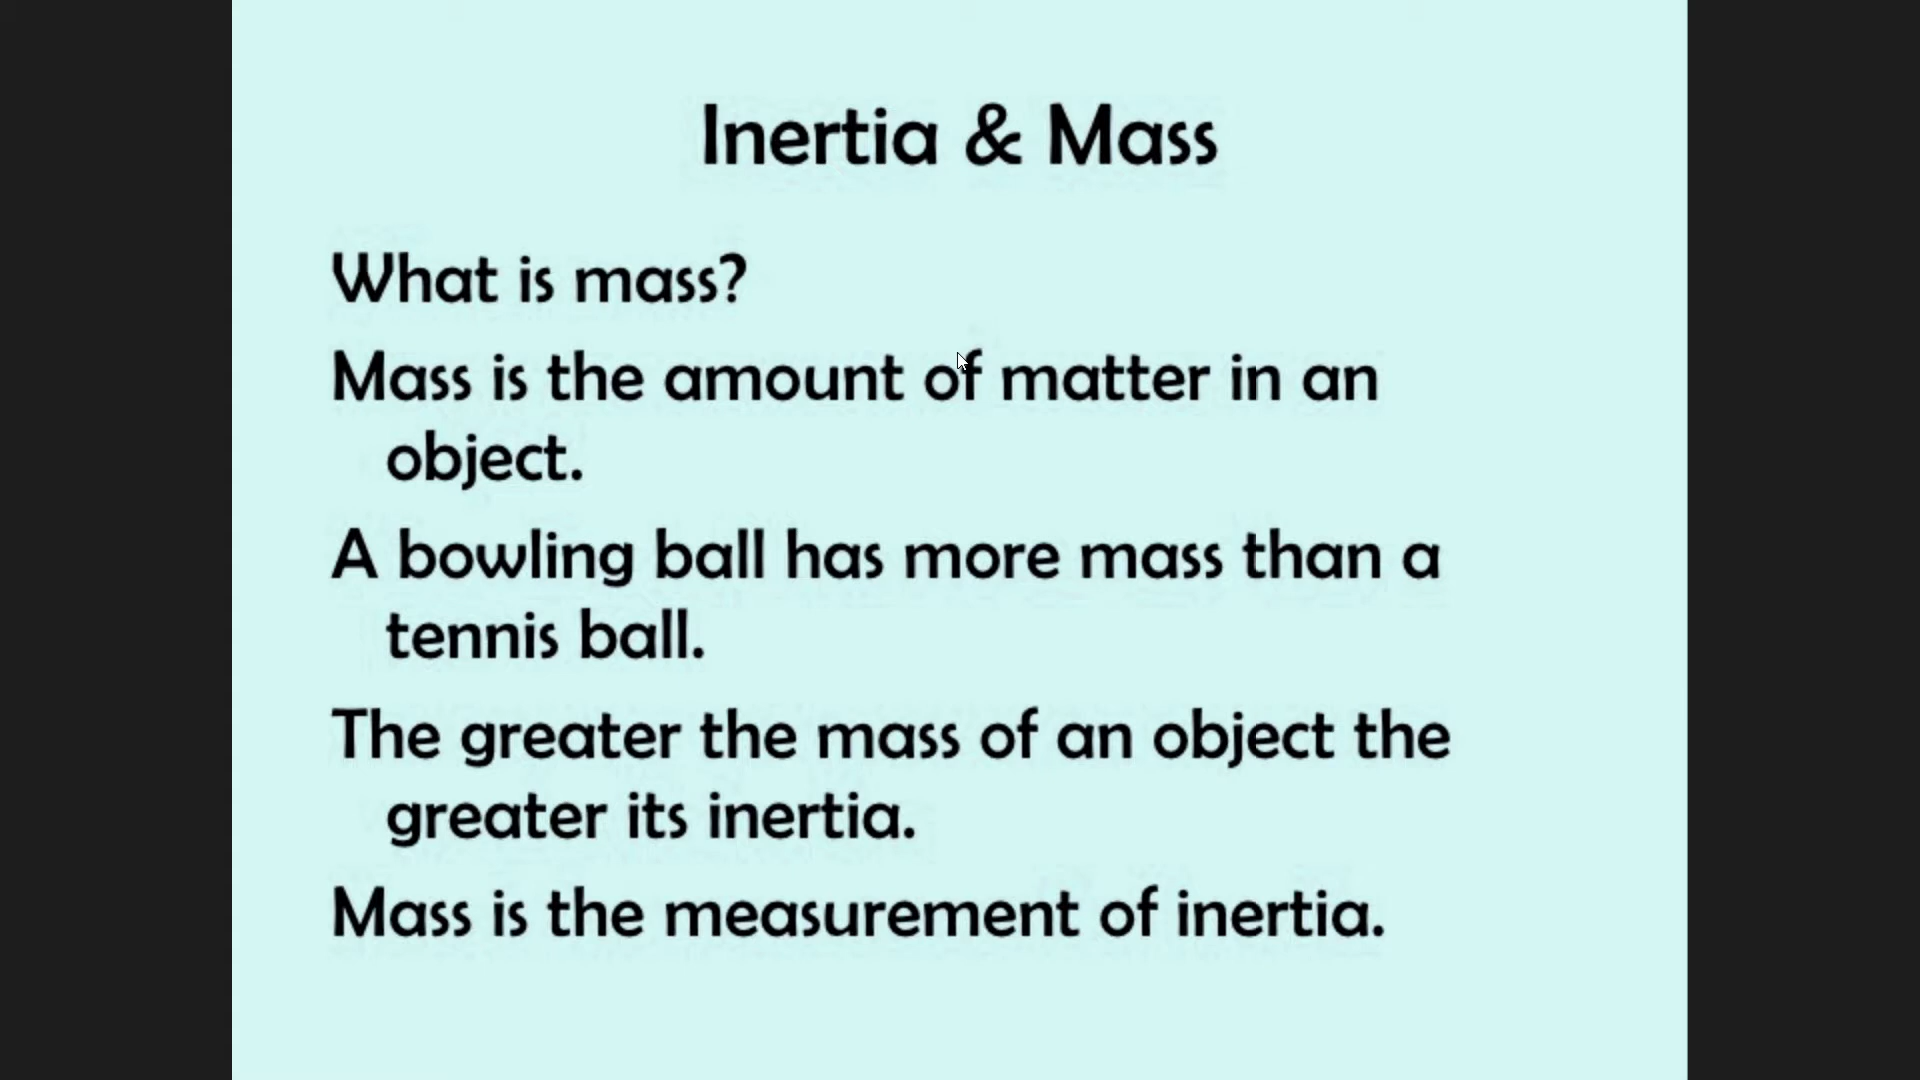 Inertia & Mass
What is mass?
Mass is the amount of matter in an
object.
A bowling ball has more mass than a
tennis ball.
The greater the mass of an object the
greater its inertia.
Mass is the measurement of inertia.